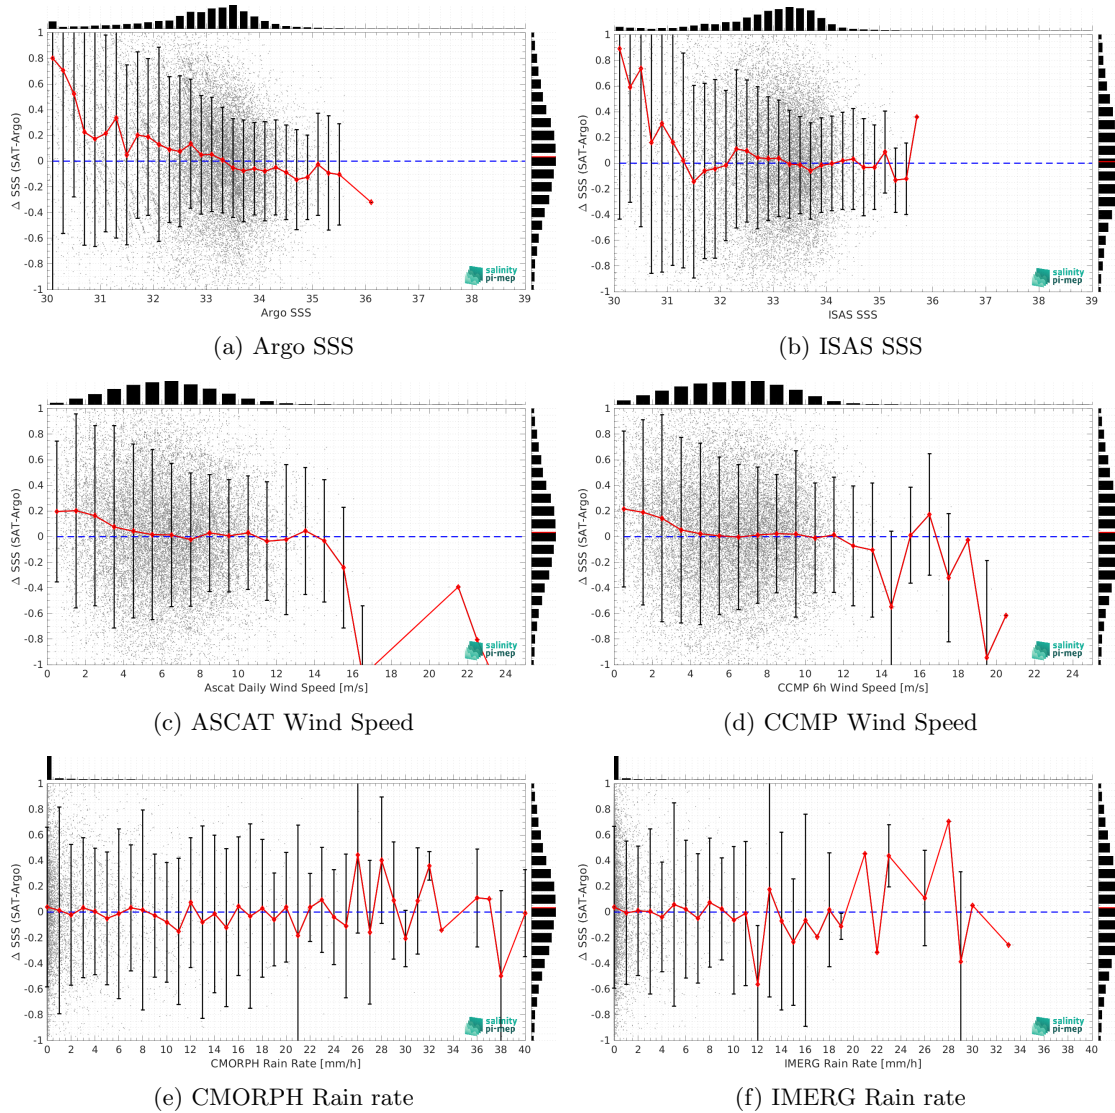 1
0.8
0.6
0.4
0.2
0
-0.2
-0.4
-0.6
-0.8
-1
Δ SSS (SAT-Argo)
salinity
pi-mep
30 31 32 33 34 35 36 37 38 39
Argo SSS
(a) Argo SSS
1
0.8
0.6
0.4
0.2
0
-0.2
-0.4
-0.6
-0.8
-1
Δ SSS (SAT-Argo)
salinity
pi-mep
30 31 32 33 34 35 36 37 38 39
ISAS SSS
(b) ISAS SSS
1
0.8
0.6
0.4
0.2
0
-0.2
-0.4
-0.6
-0.8
-1
Δ SSS (SAT-Argo)
salinity
pi-mep
0 2 4 6 8 10 12 14 16 18 20 22 24
Ascat Daily Wind Speed [m/s]
(c) ASCAT Wind Speed
1
0.8
0.6
0.4
0.2
0
-0.2
-0.4
-0.6
-0.8
-1
Δ SSS (SAT-Argo)
salinity
pi-mep
0 2 4 6 8 10 12 14 16 18 20 22 24
CCMP 6h Wind Speed [m/s]
(d) CCMP Wind Speed
1
0.8
0.6
0.4
0.2
0
-0.2
-0.4
-0.6
-0.8
-1
Δ SSS (SAT-Argo)
salinity
pi-mep
0 2 4 6 8 10 12 14 16 18 20 22 24 26 28 30 32 34 36 38 40
CMORPH Rain Rate [mm/h]
(e) CMORPH Rain rate
1
0.8
0.6
0.4
0.2
0
-0.2
-0.4
-0.6
-0.8
-1
Δ SSS (SAT-Argo)
salinity
pi-mep
0 2 4 6 8 10 12 14 16 18 20 22 24 26 28 30 32 34 36 38 40
IMERG Rain Rate [mm/h]
(f) IMERG Rain rate